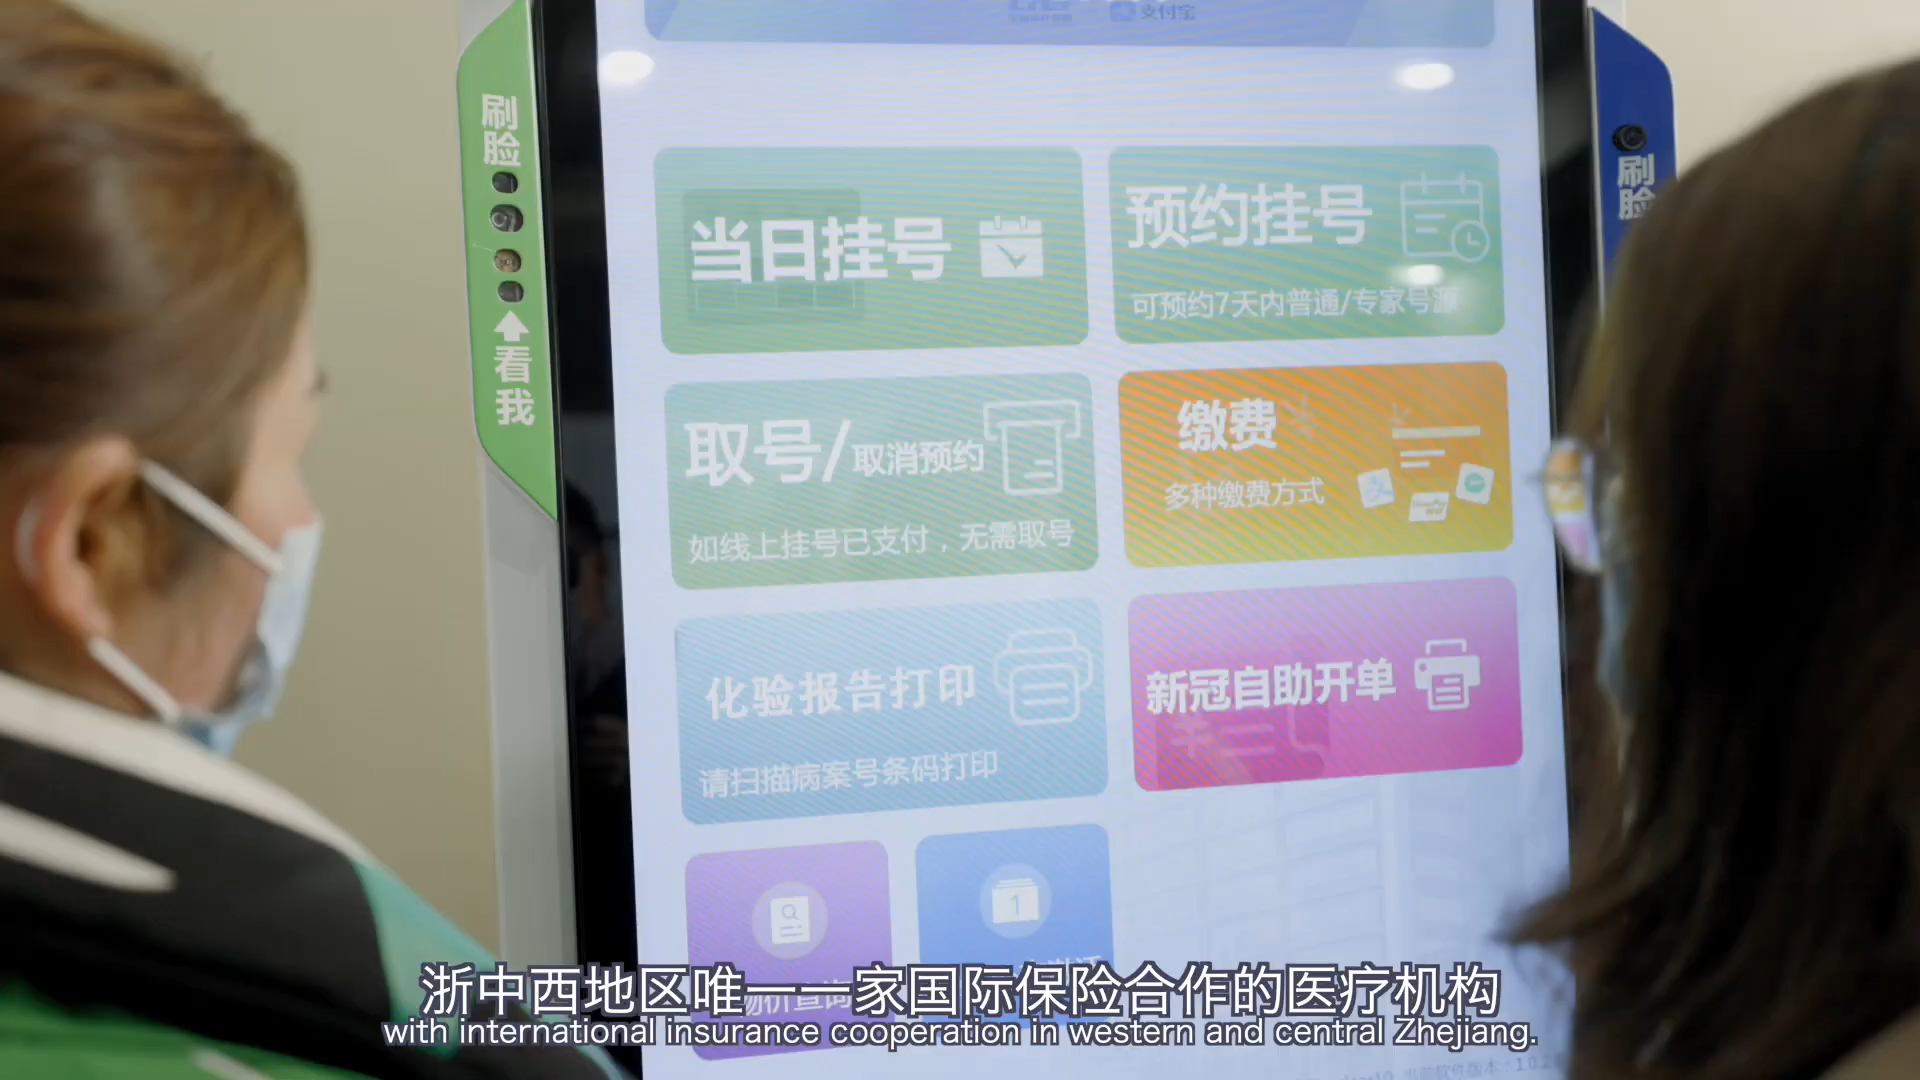 支付宝
刷脸
看我
刷脸
当日挂号
预约挂号
可预约7天内普通/专家号源
取号/取消预约
如线上挂号已支付，无需取号
缴费
多种缴费方式
化验报告打印
请扫描病案号条码打印
新冠自助开单
浙中西地区唯一一家国际保险合作的医疗机构
with international insurance cooperation in western and central Zhejiang.